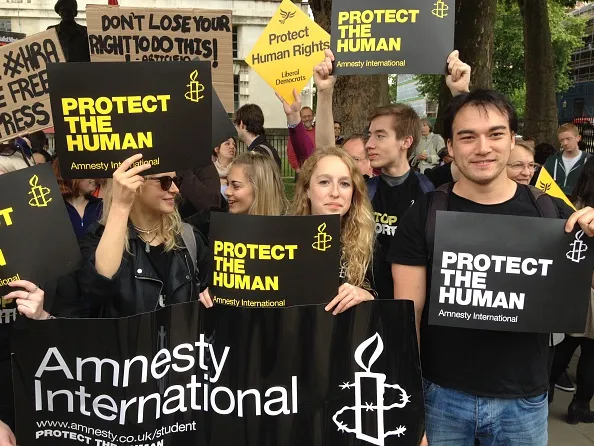 DON'T LOSE YOUR
RIGHT TO DO THIS!
FREE
PRESS
Protect
Human Rights
Liberal
Democrats
PROTECT
THE
HUMAN
Amnesty International
PROTECT
THE
HUMAN
Amnesty International
PROTECT
THE
HUMAN
Amnesty International
PROTECT
THE
HUMAN
Amnesty International
Amnesty
International
www.amnesty.co.uk/student
PROTECT THE HUMAN